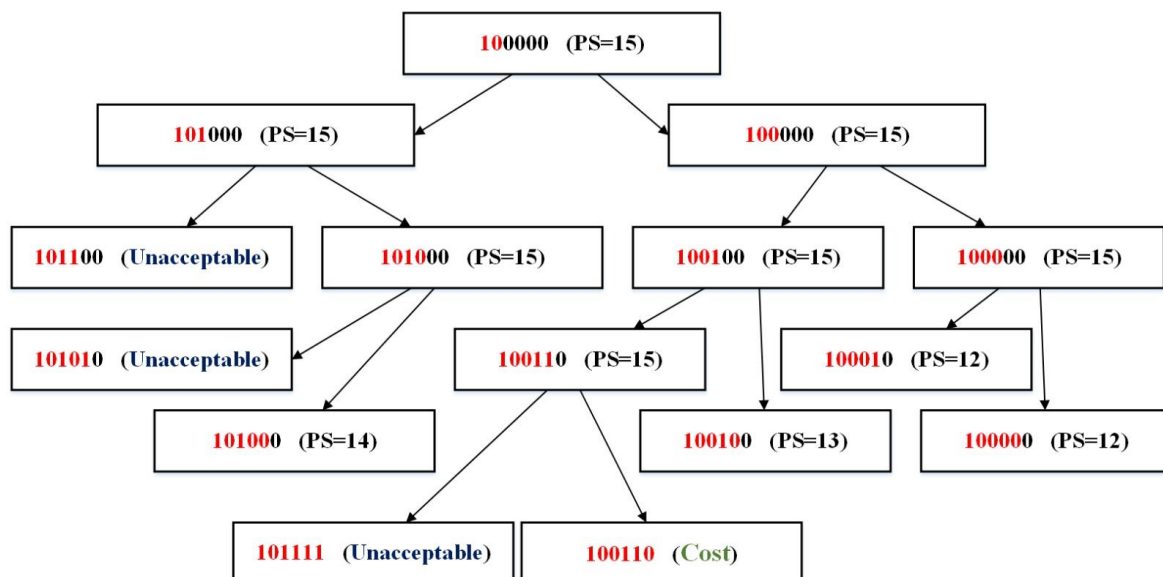 100000 (PS=15)
101000 (PS=15)
100000 (PS=15)
101100 (Unacceptable)
101000 (PS=15)
100100 (PS=15)
100000 (PS=15)
101010 (Unacceptable)
100110 (PS=15)
100010 (PS=12)
101000 (PS=14)
100100 (PS=13)
100000 (PS=12)
101111 (Unacceptable)
100110 (Cost)